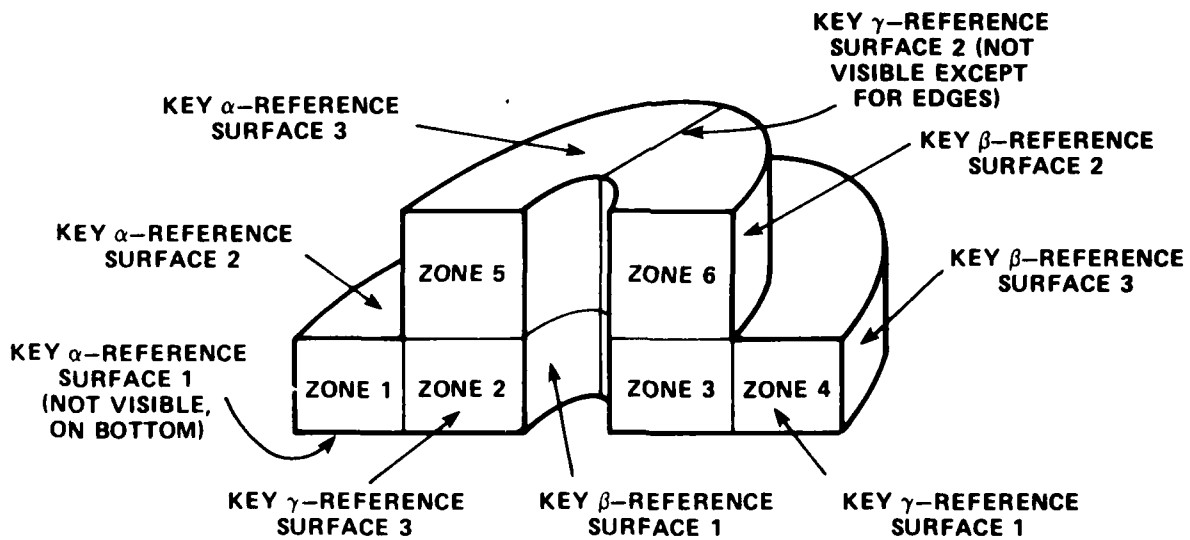 KEY γ–REFERENCE
SURFACE 2 (NOT
VISIBLE EXCEPT
FOR EDGES)
KEY α–REFERENCE
SURFACE 3
KEY β–REFERENCE
SURFACE 2
KEY α–REFERENCE
SURFACE 2
KEY β–REFERENCE
SURFACE 3
ZONE 5
ZONE 6
KEY α–REFERENCE
SURFACE 1
(NOT VISIBLE,
ON BOTTOM)
ZONE 1
ZONE 2
ZONE 3
ZONE 4
KEY γ–REFERENCE
SURFACE 3
KEY β–REFERENCE
SURFACE 1
KEY γ–REFERENCE
SURFACE 1